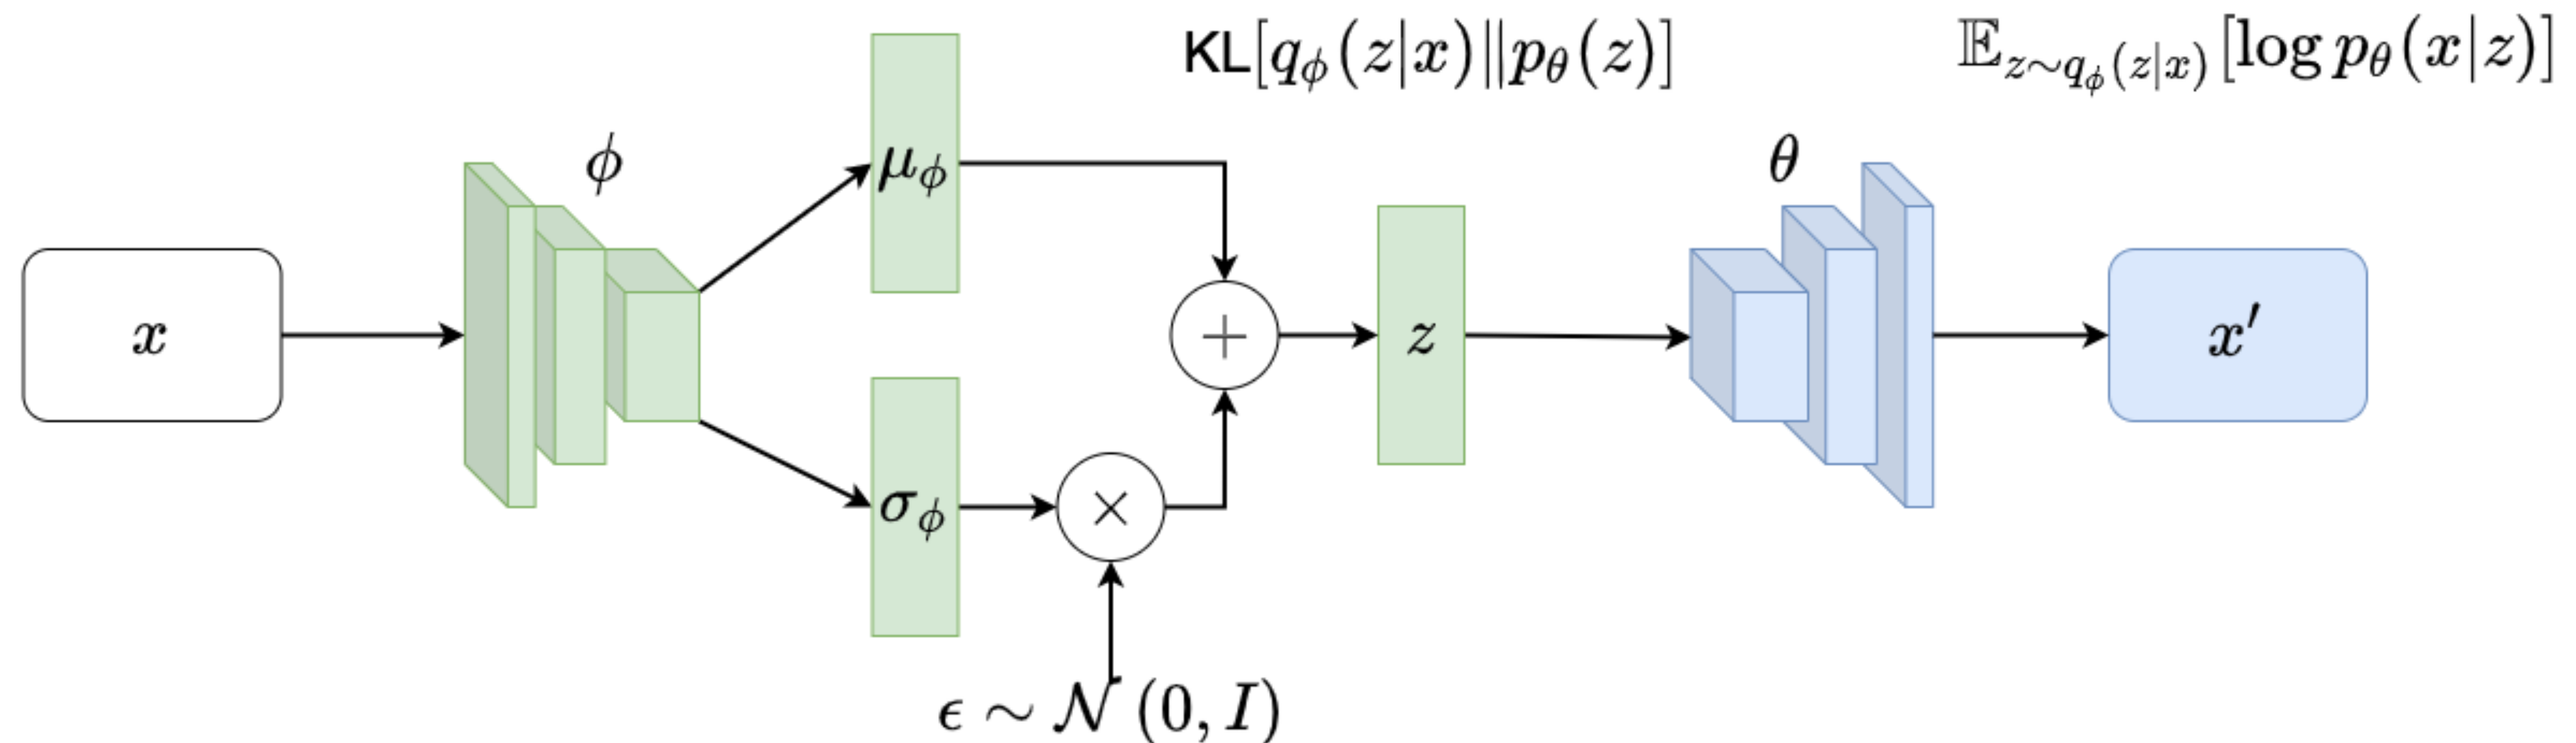 KL[q_ϕ(z|x)‖p_θ(z)]
𝔼_{z∼q_ϕ(z|x)}[log p_θ(x|z)]
ϕ
μ_ϕ
θ
x
+
z
x′
σ_ϕ
×
ϵ ∼ 𝒩(0, I)